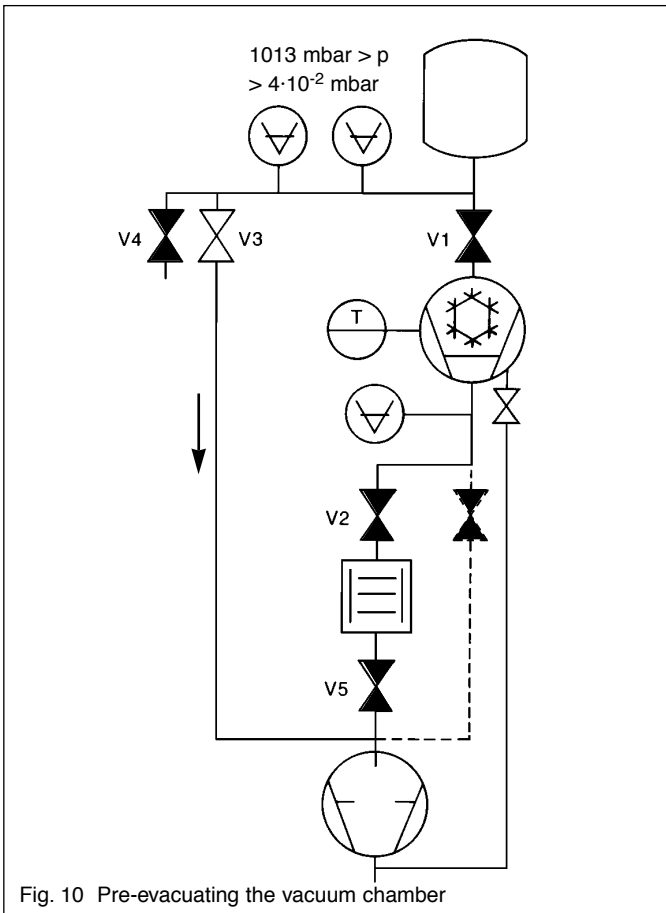 1013 mbar > p
> 4·10⁻² mbar
V4
V3
V1
T
V2
V5
Fig. 10 Pre-evacuating the vacuum chamber